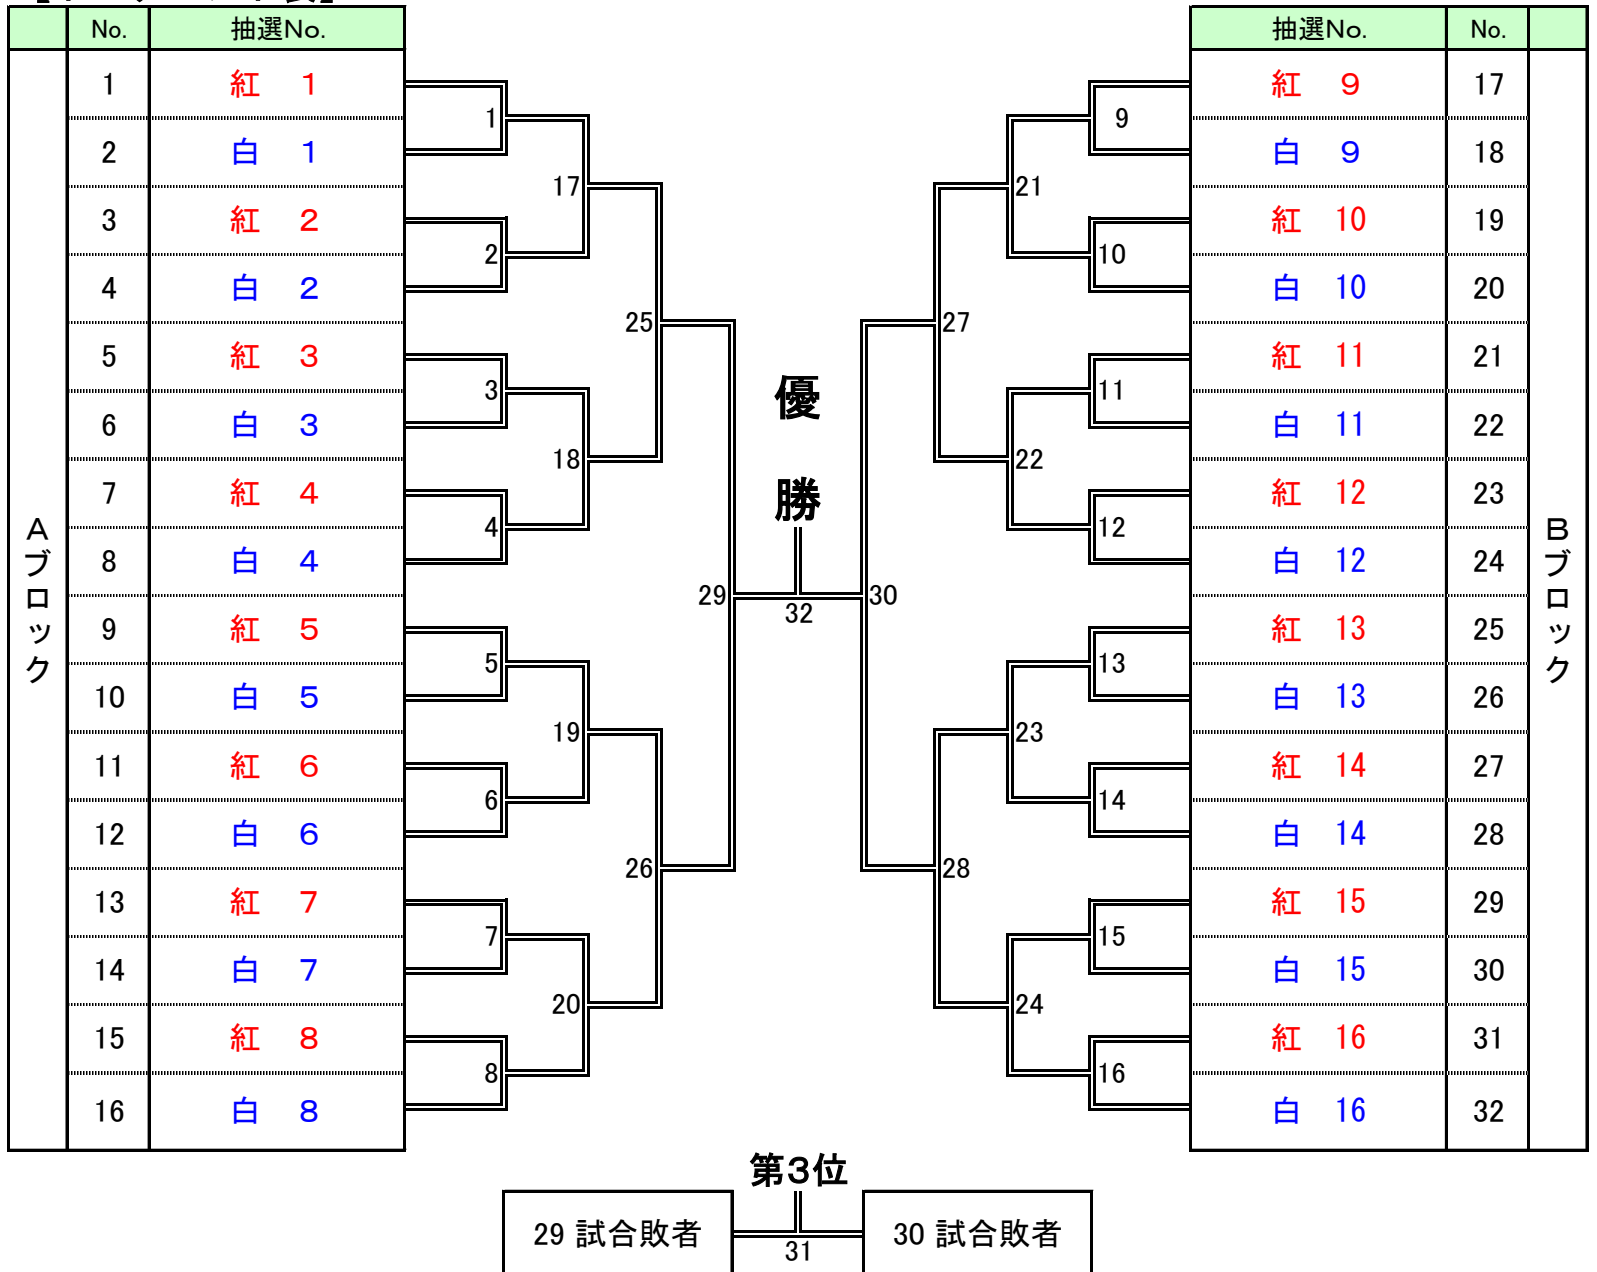 No. 抽選No.
抽選No. No.
Aブロック
Bブロック
1 紅 1
2 白 1
3 紅 2
4 白 2
5 紅 3
6 白 3
7 紅 4
8 白 4
9 紅 5
10 白 5
11 紅 6
12 白 6
13 紅 7
14 白 7
15 紅 8
16 白 8
1
2
3
4
5
6
7
8
17
18
19
20
25
26
29
優勝
32
30
27
28
21
22
23
24
9
10
11
12
13
14
15
16
紅 9 17
白 9 18
紅 10 19
白 10 20
紅 11 21
白 11 22
紅 12 23
白 12 24
紅 13 25
白 13 26
紅 14 27
白 14 28
紅 15 29
白 15 30
紅 16 31
白 16 32
第3位
29 試合敗者
31
30 試合敗者